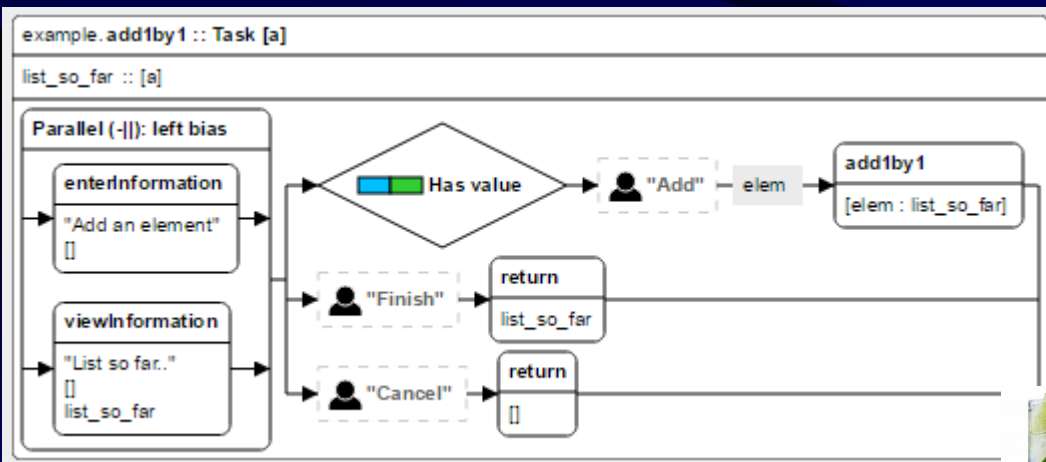 example.add1by1 :: Task [a]
list_so_far :: [a]
Parallel (-||): left bias
enterInformation
"Add an element"
[]
viewInformation
"List so far.."
[]
list_so_far
Has value
"Add"
elem
add1by1
[elem : list_so_far]
"Finish"
return
list_so_far
"Cancel"
return
[]